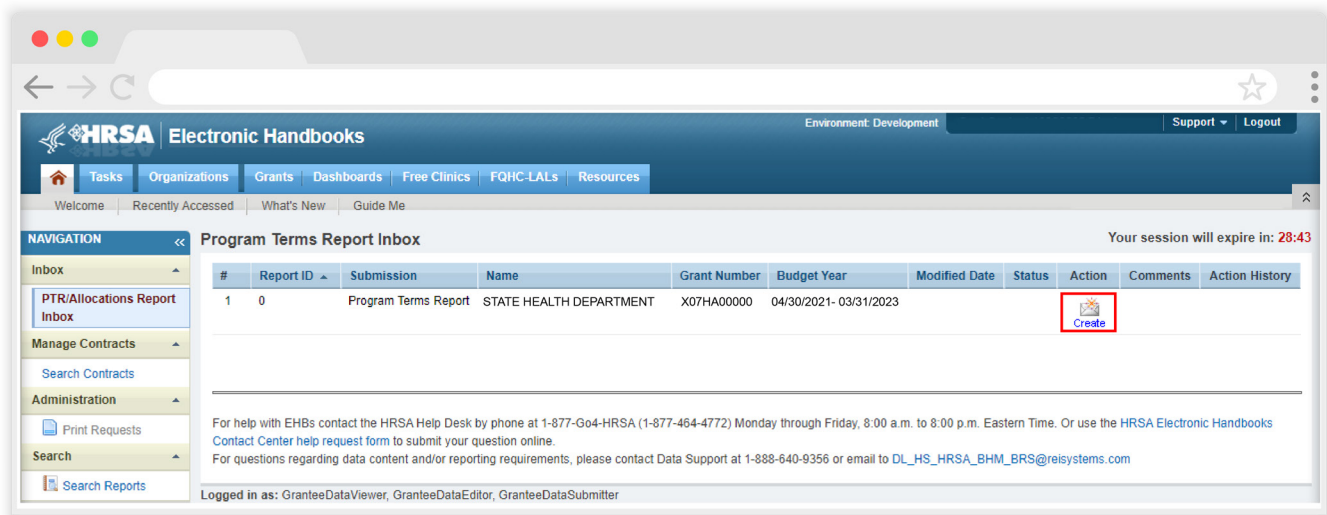 HRSA Electronic Handbooks
Environment: Development
Support Logout
Tasks Organizations Grants Dashboards Free Clinics FQHC-LALs Resources
Welcome Recently Accessed What's New Guide Me
NAVIGATION
Program Terms Report Inbox
Your session will expire in: 28:43
Inbox
PTR/Allocations Report
Inbox
Manage Contracts
Search Contracts
Administration
Print Requests
Search
Search Reports
# Report ID Submission Name Grant Number Budget Year Modified Date Status Action Comments Action History
1 0 Program Terms Report STATE HEALTH DEPARTMENT X07HA00000 04/30/2021- 03/31/2023
Create
For help with EHBs contact the HRSA Help Desk by phone at 1-877-Go4-HRSA (1-877-464-4772) Monday through Friday, 8:00 a.m. to 8:00 p.m. Eastern Time. Or use the HRSA Electronic Handbooks
Contact Center help request form to submit your question online.
For questions regarding data content and/or reporting requirements, please contact Data Support at 1-888-640-9356 or email to DL_HS_HRSA_BHM_BRS@reisystems.com
Logged in as: GranteeDataViewer, GranteeDataEditor, GranteeDataSubmitter